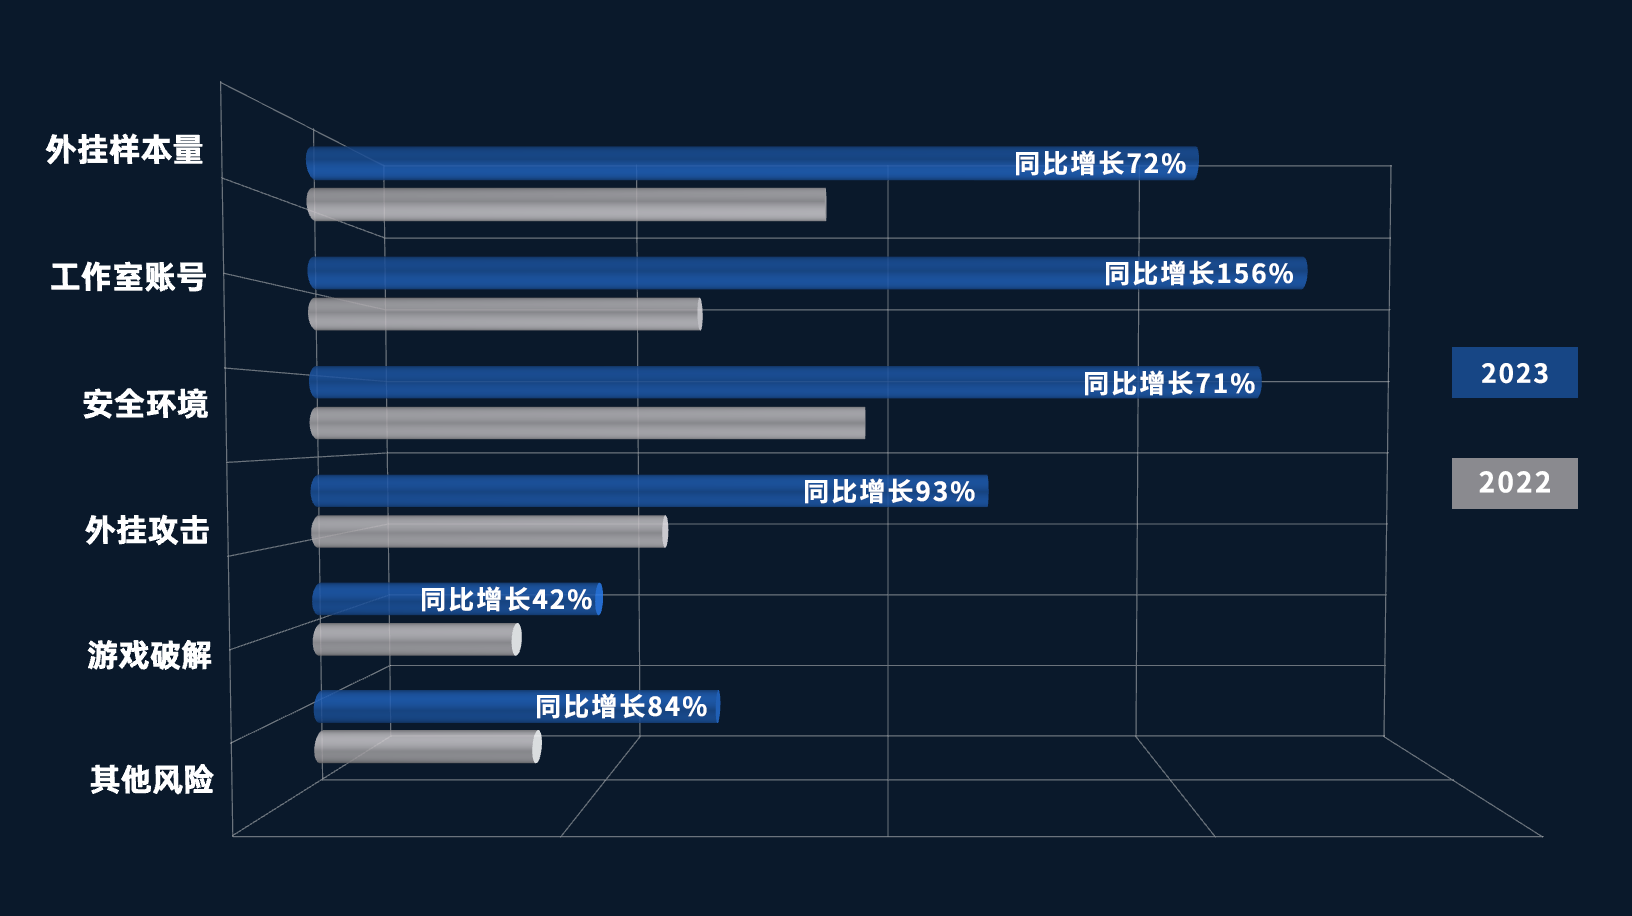 外挂样本量
同比增长72%
工作室账号
同比增长156%
安全环境
同比增长71%
外挂攻击
同比增长93%
游戏破解
同比增长42%
其他风险
同比增长84%
2023
2022